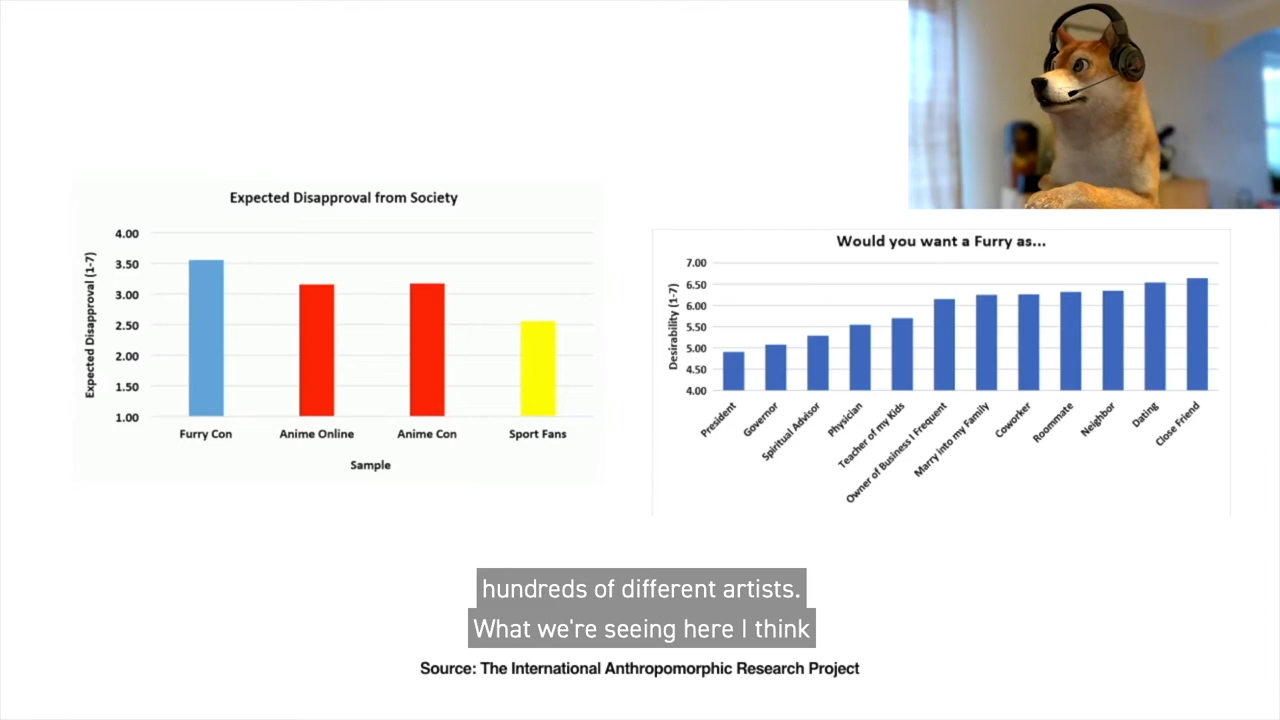 Expected Disapproval from Society
Expected Disapproval (1-7)
4.00
3.50
3.00
2.50
2.00
1.50
1.00
Furry Con
Anime Online
Anime Con
Sport Fans
Sample
Would you want a Furry as...
Desirability (1-7)
7.00
6.50
6.00
5.50
5.00
4.50
4.00
President
Governor
Spiritual Advisor
Physician
Teacher of my Kids
Owner of Business I Frequent
Marry into my Family
Coworker
Roommate
Neighbor
Dating
Close Friend
hundreds of different artists.
What we're seeing here I think
Source: The International Anthropomorphic Research Project